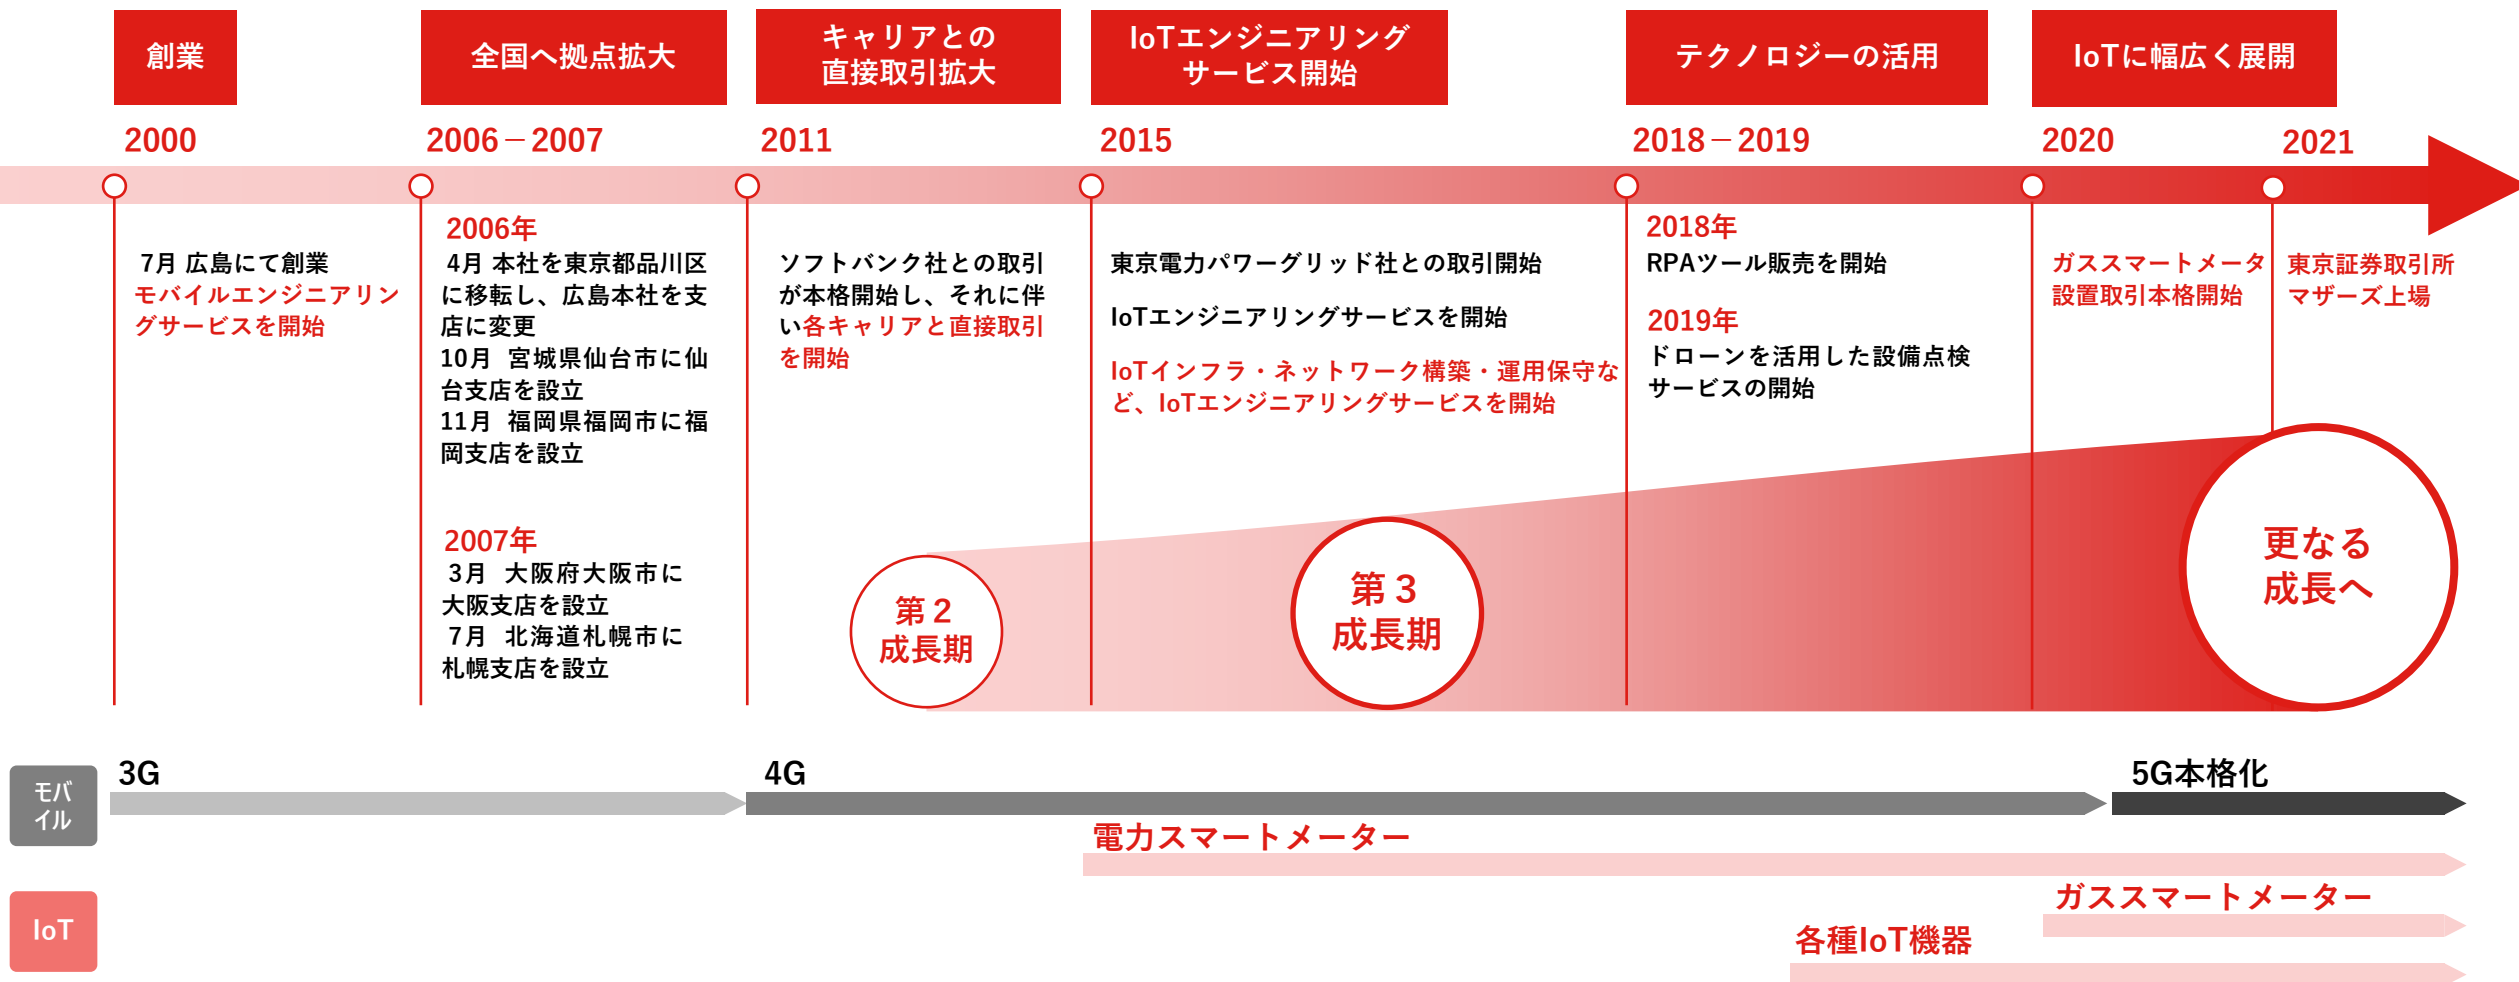 創業
全国へ拠点拡大
キャリアとの
直接取引拡大
IoTエンジニアリング
サービス開始
テクノロジーの活用
IoTに幅広く展開
2000
2006－2007
2011
2015
2018－2019
2020
2021
7月 広島にて創業
モバイルエンジニアリン
グサービスを開始
2006年
4月 本社を東京都品川区
に移転し、広島本社を支
店に変更
10月 宮城県仙台市に仙
台支店を設立
11月 福岡県福岡市に福
岡支店を設立
2007年
3月 大阪府大阪市に
大阪支店を設立
7月 北海道札幌市に
札幌支店を設立
ソフトバンク社との取引
が本格開始し、それに伴
い各キャリアと直接取引
を開始
東京電力パワーグリッド社との取引開始
IoTエンジニアリングサービスを開始
IoTインフラ・ネットワーク構築・運用保守な
ど、IoTエンジニアリングサービスを開始
2018年
RPAツール販売を開始
2019年
ドローンを活用した設備点検
サービスの開始
ガススマートメータ
設置取引本格開始
東京証券取引所
マザーズ上場
第２
成長期
第３
成長期
更なる
成長へ
モバ
イル
3G
4G
5G本格化
電力スマートメーター
IoT
ガススマートメーター
各種IoT機器